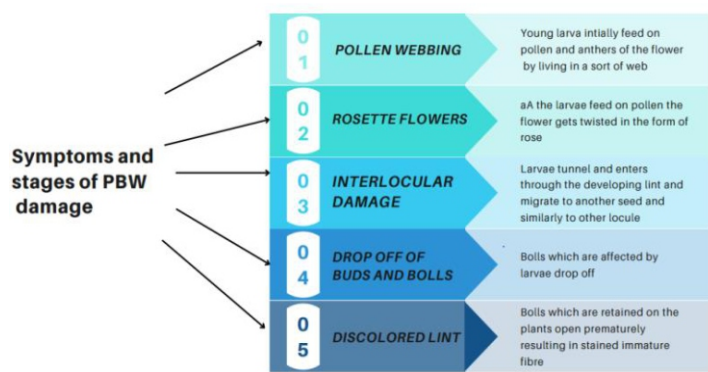 Symptoms and
stages of PBW
damage
0
1
POLLEN WEBBING
Young larva intially feed on
pollen and anthers of the flower
by living in a sort of web
0
2
ROSETTE FLOWERS
aA the larvae feed on pollen the
flower gets twisted in the form of
rose
0
3
INTERLOCULAR
DAMAGE
Larvae tunnel and enters
through the developing lint and
migrate to another seed and
similarly to other locule
0
4
DROP OFF OF
BUDS AND BOLLS
Bolls which are affected by
larvae drop off
0
5
DISCOLORED LINT
Bolls which are retained on the
plants open prematurely
resulting in stained immature
fibre